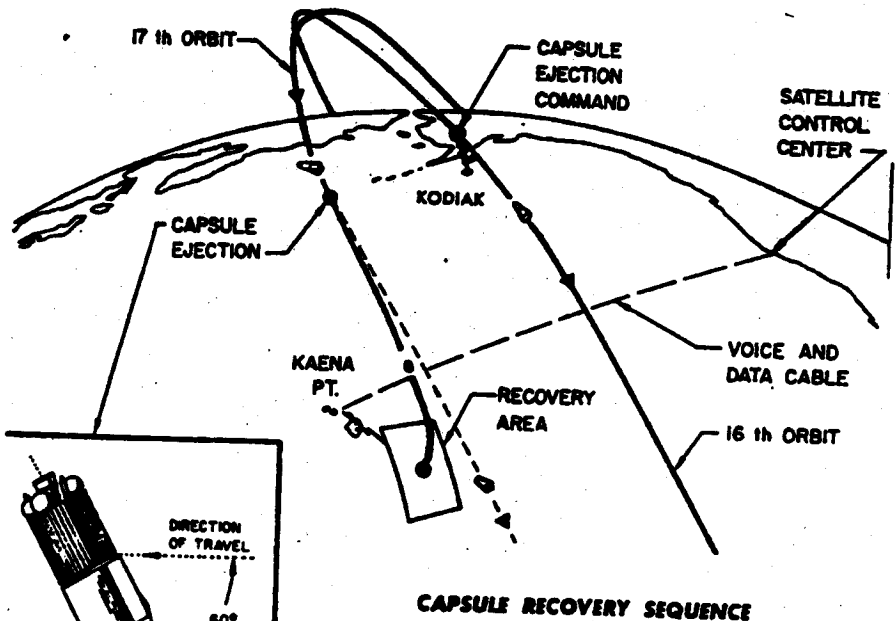 17 th ORBIT
CAPSULE
EJECTION
COMMAND
SATELLITE
CONTROL
CENTER
KODIAK
CAPSULE
EJECTION
KAENA
PT.
RECOVERY
AREA
VOICE AND
DATA CABLE
16 th ORBIT
DIRECTION
OF TRAVEL
60°
CAPSULE RECOVERY SEQUENCE